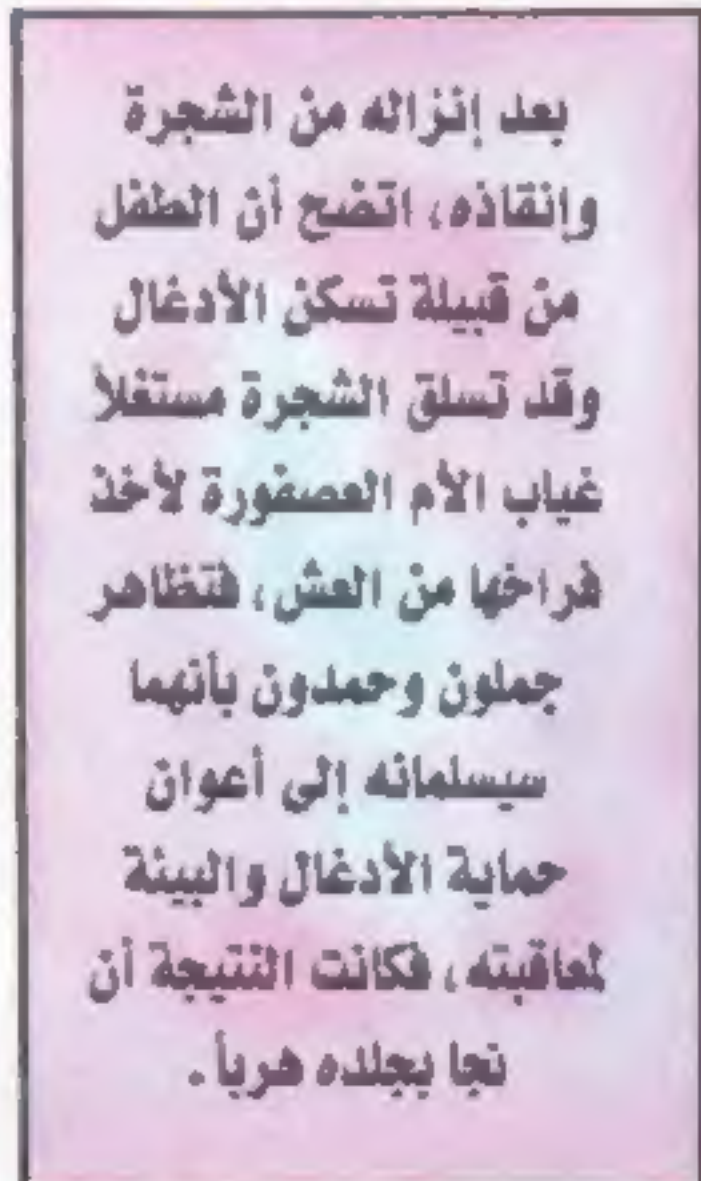 بعد إنزاله من الشجرة
وإنقاذه، اتضح أن الطفل
من قبيلة تسكن الأدغال
وقد تسلق الشجرة مستغلاً
غياب الأم العصفورة لأخذ
فراخها من العش، فتظاهر
جملون وحمدون بأنهما
سيسلمانه إلى أعوان
حماية الأدغال والبيئة
لمعاقبته، فكانت النتيجة أن
نجا بجلده هرباً.